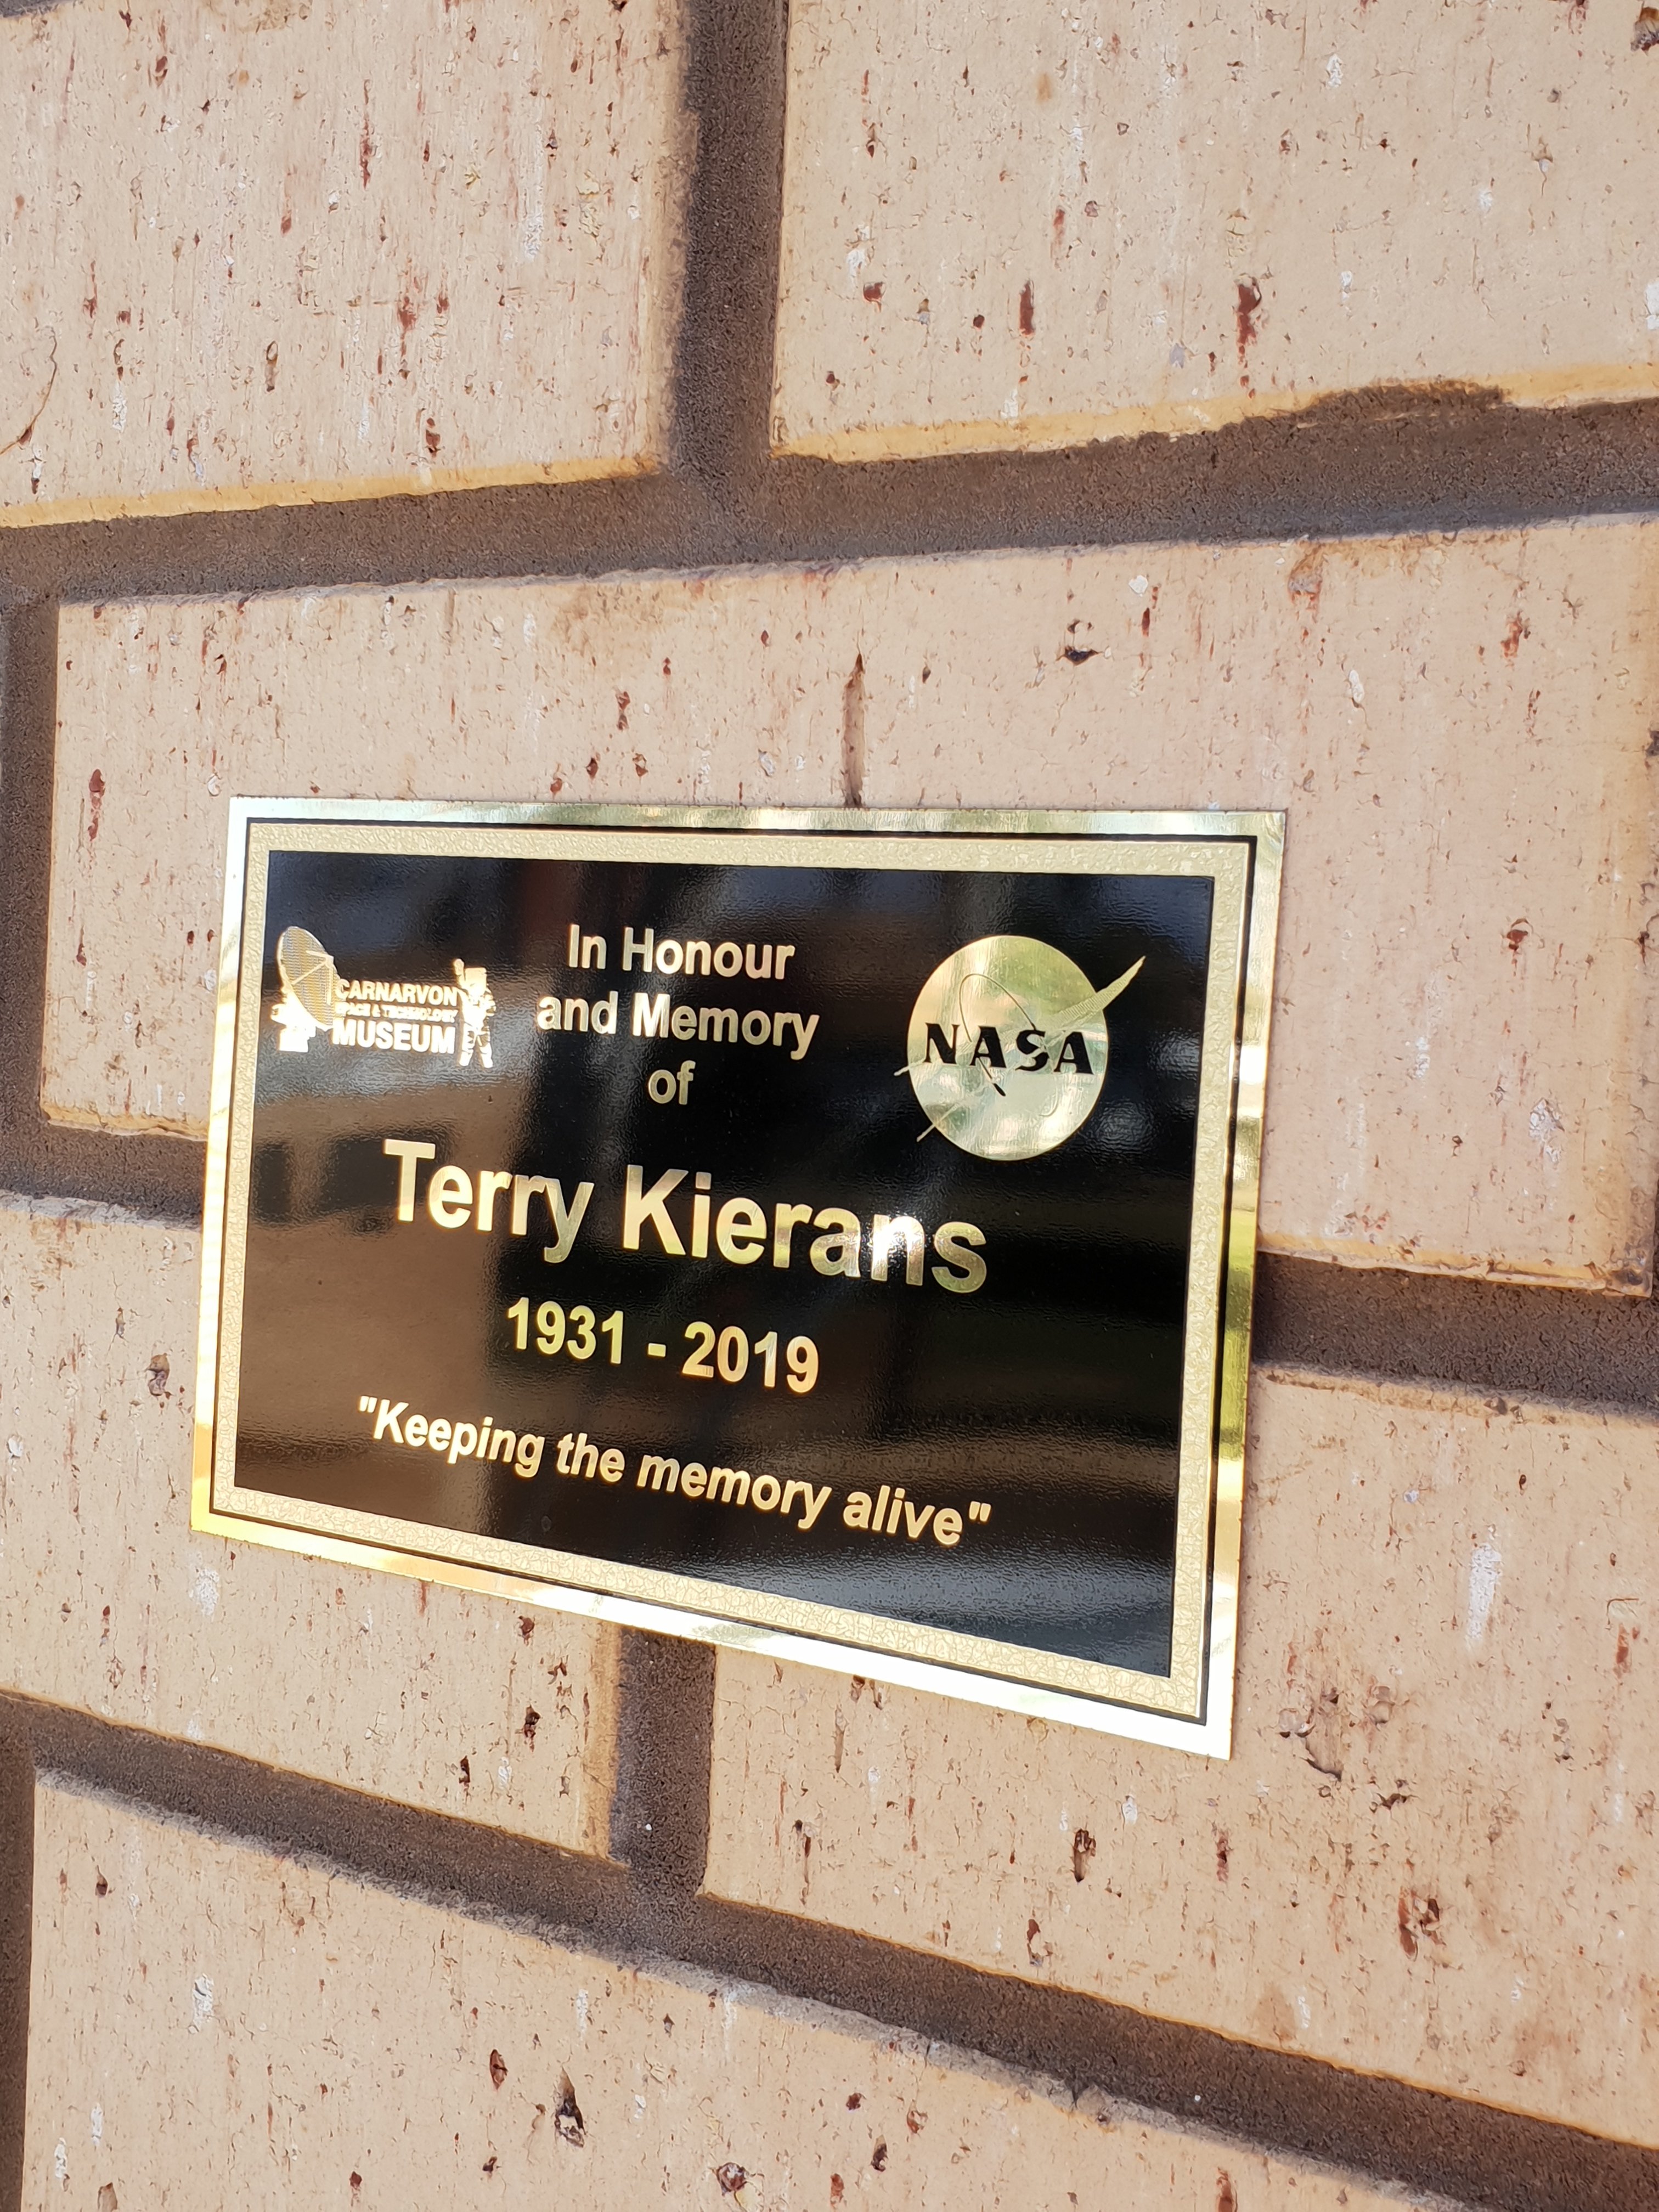 CARNARVON
SPACE & TECHNOLOGY
MUSEUM
In Honour
and Memory
of
NASA
Terry Kierans
1931 - 2019
"Keeping the memory alive"